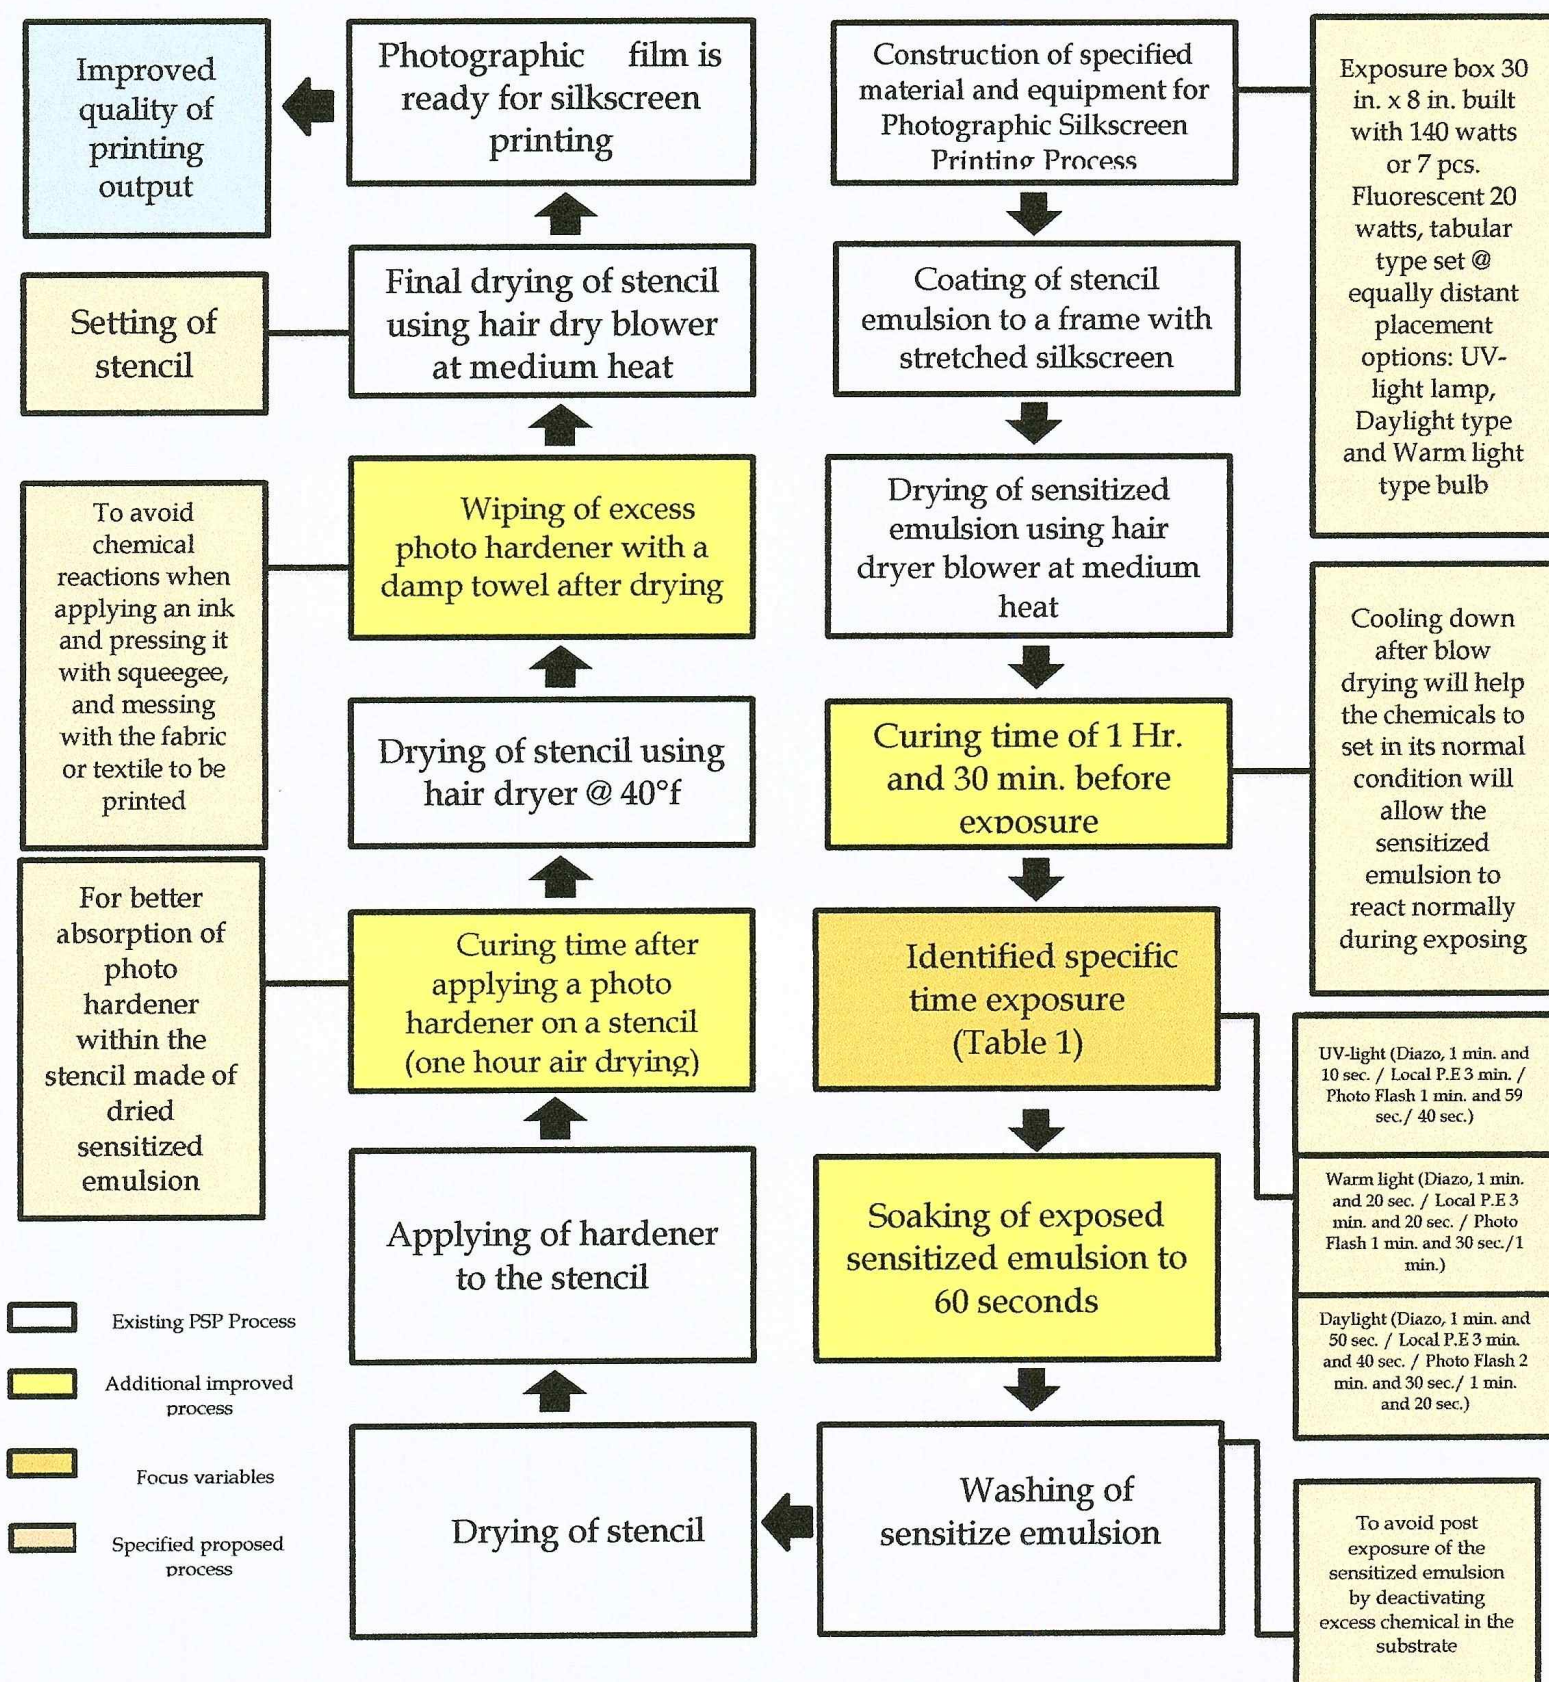 Improved
quality of
printing
output
Photographic film is
ready for silkscreen
printing
Construction of specified
material and equipment for
Photographic Silkscreen
Printing Process
Exposure box 30
in. x 8 in. built
with 140 watts
or 7 pcs.
Fluorescent 20
watts, tabular
type set @
equally distant
placement
options: UV-
light lamp,
Daylight type
and Warm light
type bulb
Setting of
stencil
Final drying of stencil
using hair dry blower
at medium heat
Coating of stencil
emulsion to a frame with
stretched silkscreen
To avoid
chemical
reactions when
applying an ink
and pressing it
with squeegee,
and messing
with the fabric
or textile to be
printed
Wiping of excess
photo hardener with a
damp towel after drying
Drying of sensitized
emulsion using hair
dryer blower at medium
heat
Cooling down
after blow
drying will help
the chemicals to
set in its normal
condition will
allow the
sensitized
emulsion to
react normally
during exposing
Drying of stencil using
hair dryer @ 40°f
Curing time of 1 Hr.
and 30 min. before
exposure
For better
absorption of
photo
hardener
within the
stencil made of
dried
sensitized
emulsion
Curing time after
applying a photo
hardener on a stencil
(one hour air drying)
Identified specific
time exposure
(Table 1)
UV-light (Diazo, 1 min. and
10 sec. / Local P.E 3 min. /
Photo Flash 1 min. and 59
sec./ 40 sec.)
Warm light (Diazo, 1 min.
and 20 sec. / Local P.E 3
min. and 20 sec. / Photo
Flash 1 min. and 30 sec./1
min.)
Daylight (Diazo, 1 min. and
50 sec. / Local P.E 3 min.
and 40 sec. / Photo Flash 2
min. and 30 sec./ 1 min.
and 20 sec.)
Applying of hardener
to the stencil
Soaking of exposed
sensitized emulsion to
60 seconds
Existing PSP Process
Additional improved
process
Focus variables
Specified proposed
process
Drying of stencil
Washing of
sensitize emulsion
To avoid post
exposure of the
sensitized emulsion
by deactivating
excess chemical in the
substrate